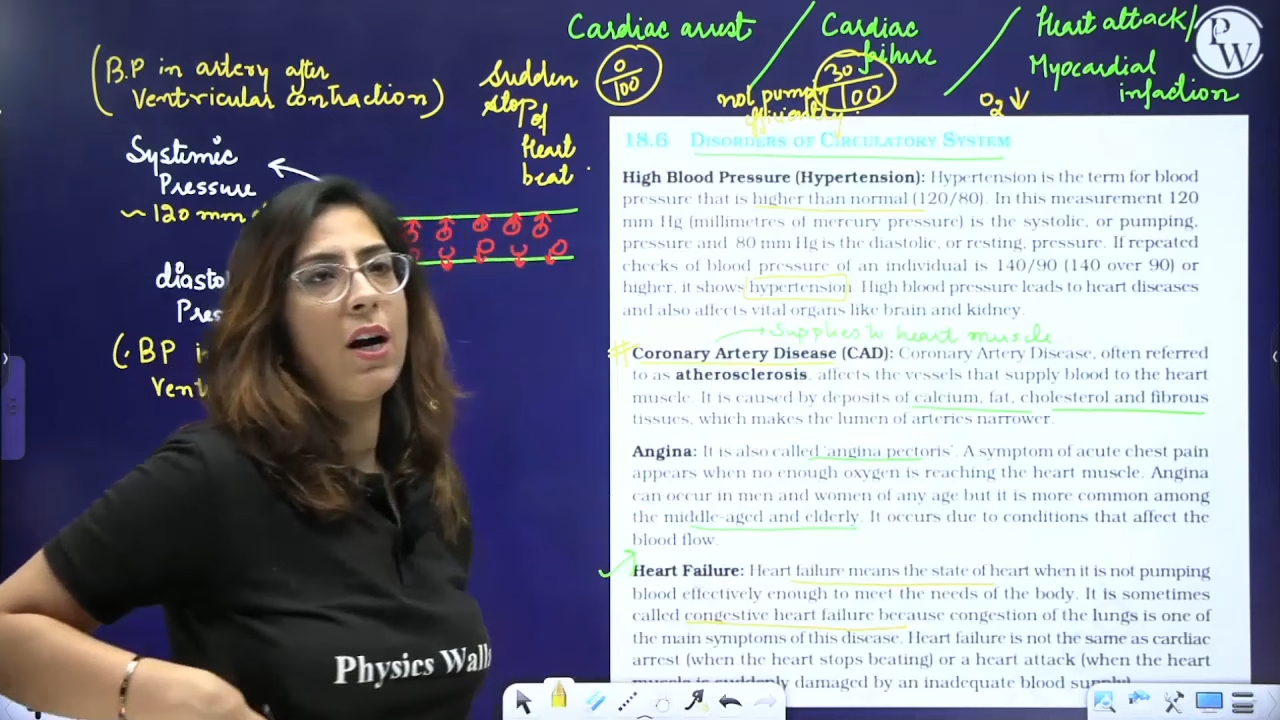 Cardiac arrest / Cardiac failure / Heart attack/
Myocardial infaction
PW
(B.P in artery after
Ventricular contraction)
Sudden
stop
of
Heart
beat
0/100
not pump
efficiently
30/100
O2↓
Systemic
Pressure
~ 120 mm
diasto
Pres
(. BP i
Vent
18.6 DISORDERS OF CIRCULATORY SYSTEM
High Blood Pressure (Hypertension): Hypertension is the term for blood
pressure that is higher than normal (120/80). In this measurement 120
mm Hg (millimetres of mercury pressure) is the systolic, or pumping,
pressure and 80 mm Hg is the diastolic, or resting, pressure. If repeated
checks of blood pressure of an individual is 140/90 (140 over 90) or
higher, it shows hypertension. High blood pressure leads to heart diseases
and also affects vital organs like brain and kidney.
Supplies to heart muscle
# Coronary Artery Disease (CAD): Coronary Artery Disease, often referred
to as atherosclerosis, affects the vessels that supply blood to the heart
muscle. It is caused by deposits of calcium, fat, cholesterol and fibrous
tissues, which makes the lumen of arteries narrower.
Angina: It is also called 'angina pectoris'. A symptom of acute chest pain
appears when no enough oxygen is reaching the heart muscle. Angina
can occur in men and women of any age but it is more common among
the middle-aged and elderly. It occurs due to conditions that affect the
blood flow.
Heart Failure: Heart failure means the state of heart when it is not pumping
blood effectively enough to meet the needs of the body. It is sometimes
called congestive heart failure because congestion of the lungs is one of
the main symptoms of this disease. Heart failure is not the same as cardiac
arrest (when the heart stops beating) or a heart attack (when the heart
muscle is suddenly damaged by an inadequate blood supply).
Physics Wall